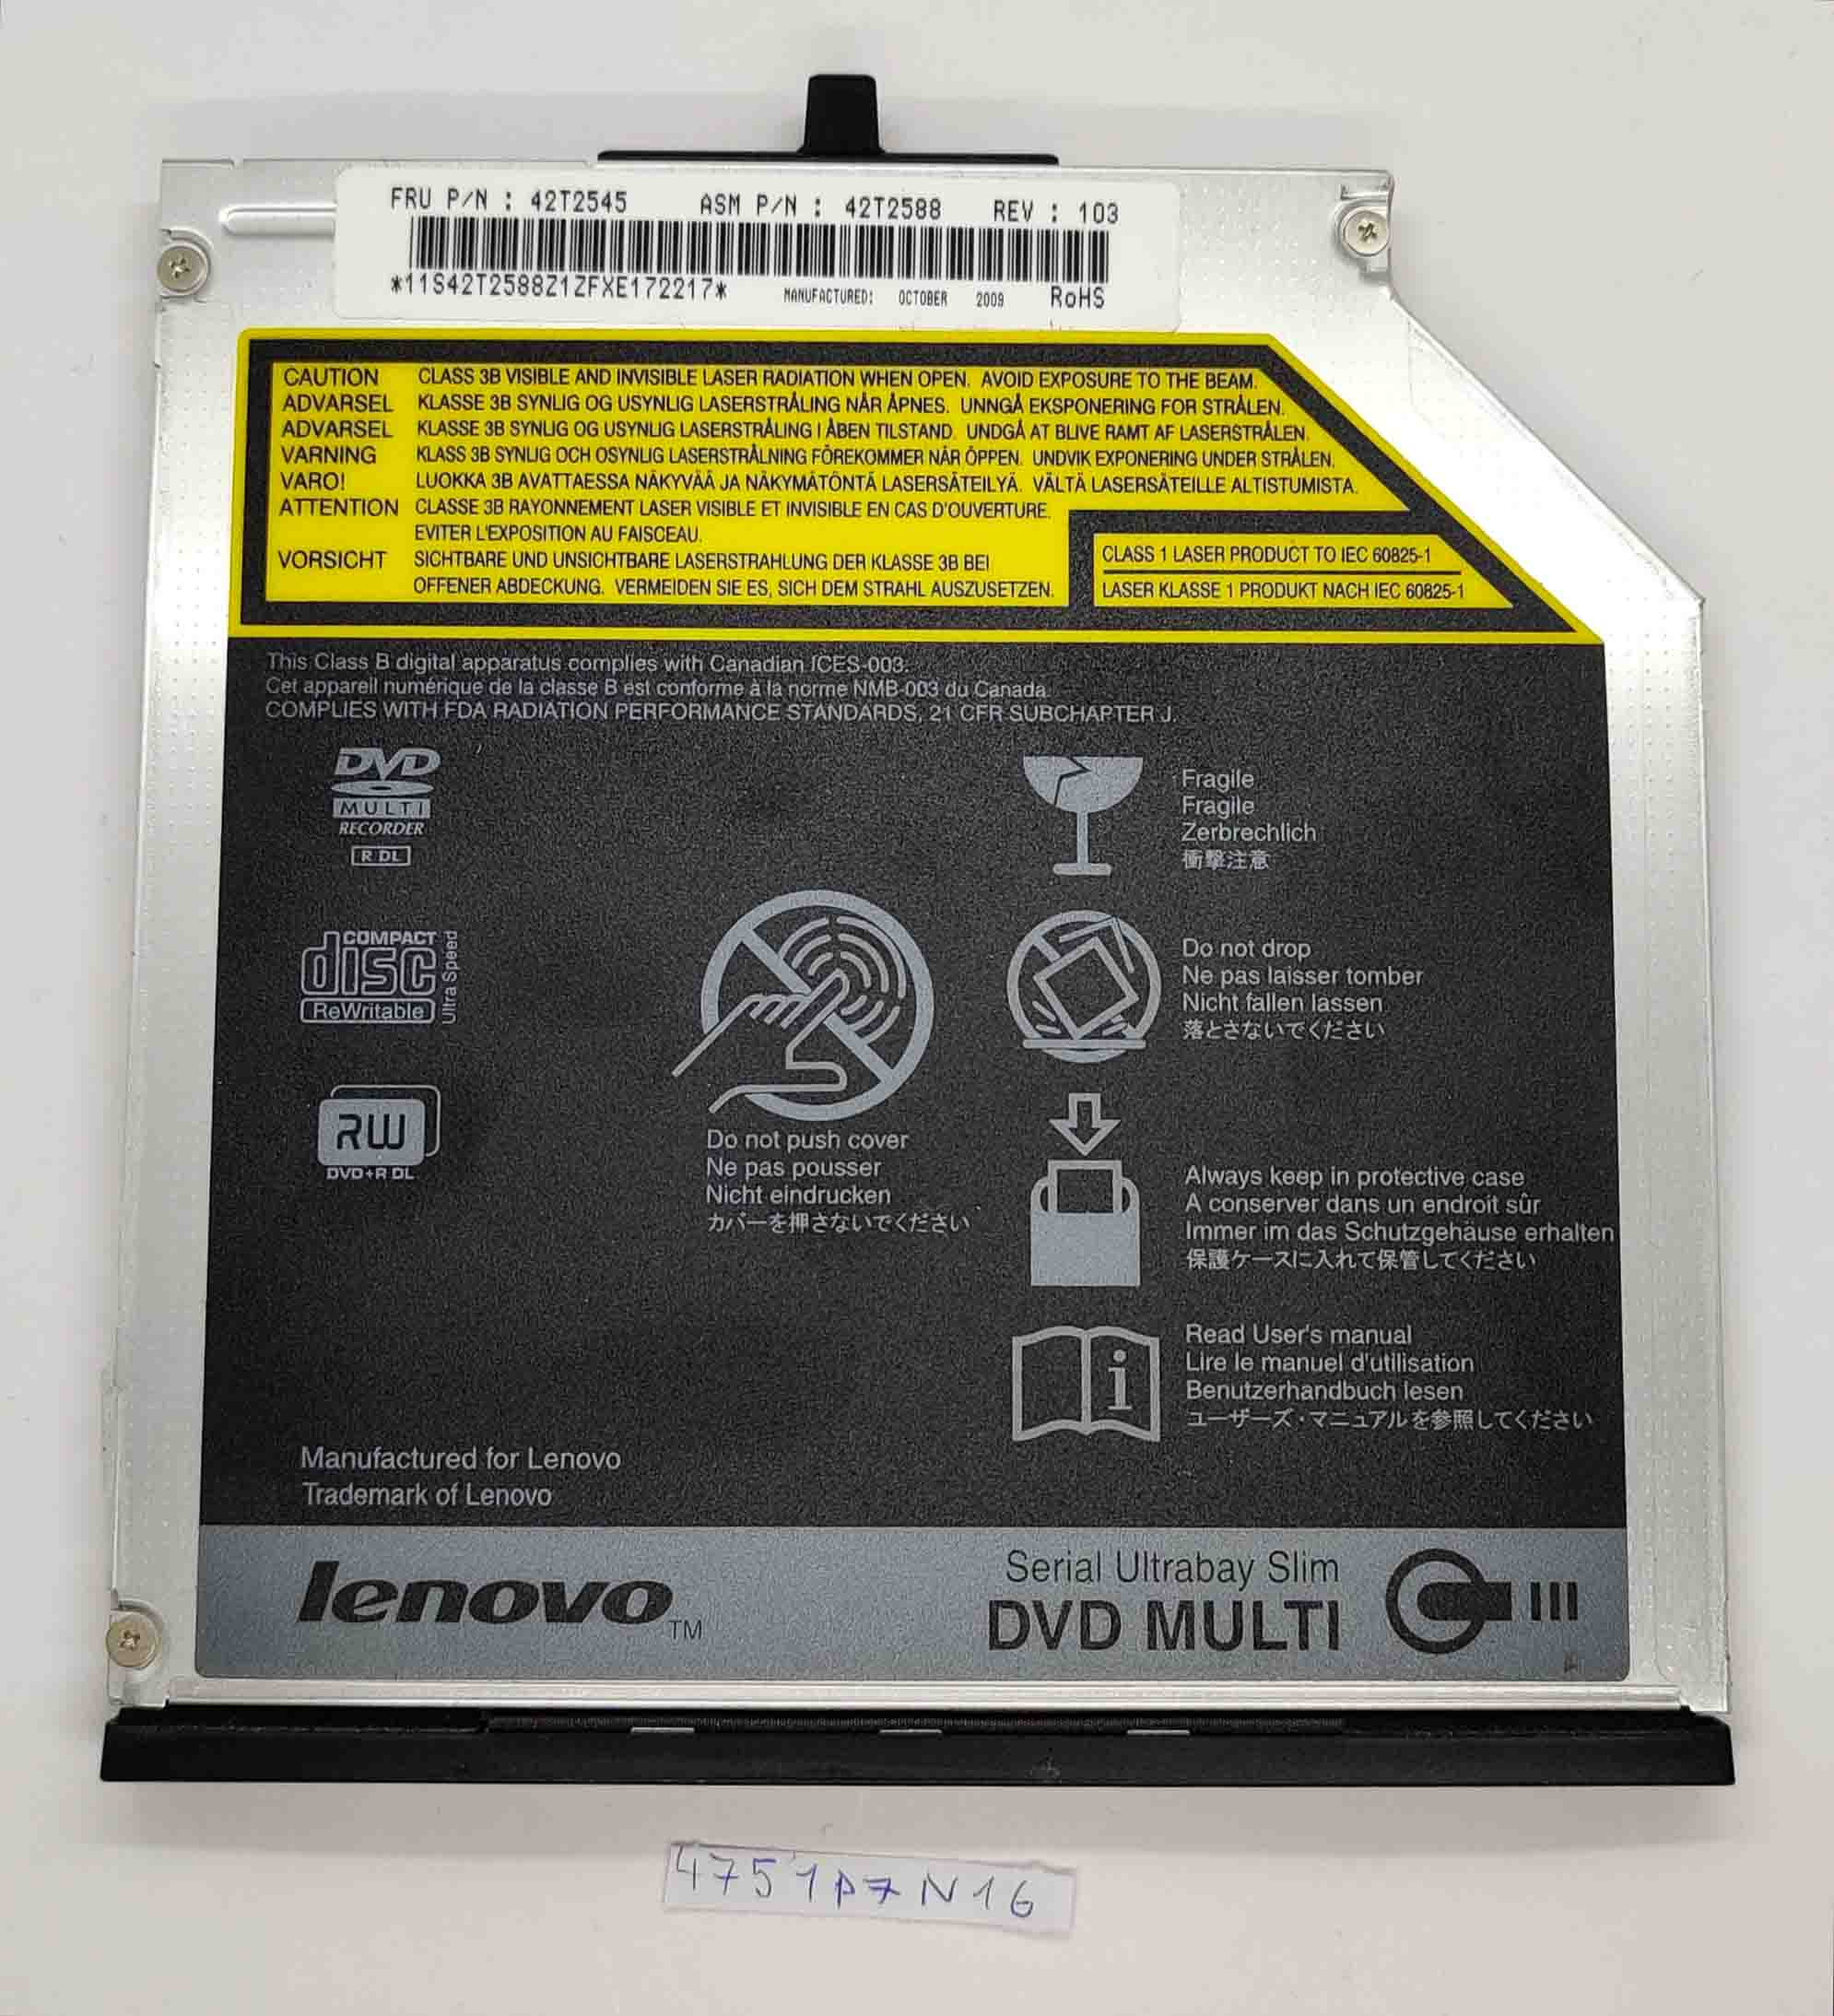 FRU P/N : 42T2545 ASM P/N : 42T2588 REV : 103
*11S42T2588Z1ZFXE172217* MANUFACTURED: OCTOBER 2009 RoHS
CAUTION CLASS 3B VISIBLE AND INVISIBLE LASER RADIATION WHEN OPEN. AVOID EXPOSURE TO THE BEAM.
ADVARSEL KLASSE 3B SYNLIG OG USYNLIG LASERSTRÅLING NÅR ÅPNES. UNNGÅ EKSPONERING FOR STRÅLEN.
ADVARSEL KLASSE 3B SYNLIG OG USYNLIG LASERSTRÅLING I ÅBEN TILSTAND. UNDGÅ AT BLIVE RAMT AF LASERSTRÅLEN.
VARNING KLASS 3B SYNLIG OCH OSYNLIG LASERSTRÅLNING FÖREKOMMER NÄR ÖPPEN. UNDVIK EXPONERING UNDER STRÅLEN.
VARO! LUOKKA 3B AVATTAESSA NÄKYVÄÄ JA NÄKYMÄTÖNTÄ LASERSÄTEILYÄ. VÄLTÄ LASERSÄTEILLE ALTISTUMISTA.
ATTENTION CLASSE 3B RAYONNEMENT LASER VISIBLE ET INVISIBLE EN CAS D'OUVERTURE.
EVITER L'EXPOSITION AU FAISCEAU.
VORSICHT SICHTBARE UND UNSICHTBARE LASERSTRAHLUNG DER KLASSE 3B BEI
OFFENER ABDECKUNG. VERMEIDEN SIE ES, SICH DEM STRAHL AUSZUSETZEN.
CLASS 1 LASER PRODUCT TO IEC 60825-1
LASER KLASSE 1 PRODUKT NACH IEC 60825-1
This Class B digital apparatus complies with Canadian ICES-003.
Cet appareil numérique de la classe B est conforme à la norme NMB-003 du Canada.
COMPLIES WITH FDA RADIATION PERFORMANCE STANDARDS, 21 CFR SUBCHAPTER J.
DVD
MULTI
RECORDER
R DL
COMPACT
disc
ReWritable
Ultra Speed
RW
DVD+R DL
Do not push cover
Ne pas pousser
Nicht eindrucken
カバーを押さないでください
Fragile
Fragile
Zerbrechlich
衝撃注意
Do not drop
Ne pas laisser tomber
Nicht fallen lassen
落とさないでください
Always keep in protective case
A conserver dans un endroit sûr
Immer im das Schutzgehäuse erhalten
保護ケースに入れて保管してください
i
Read User's manual
Lire le manuel d'utilisation
Benutzerhandbuch lesen
ユーザーズ・マニュアルを参照してください
Manufactured for Lenovo
Trademark of Lenovo
lenovo TM
Serial Ultrabay Slim
DVD MULTI
4751p7N16